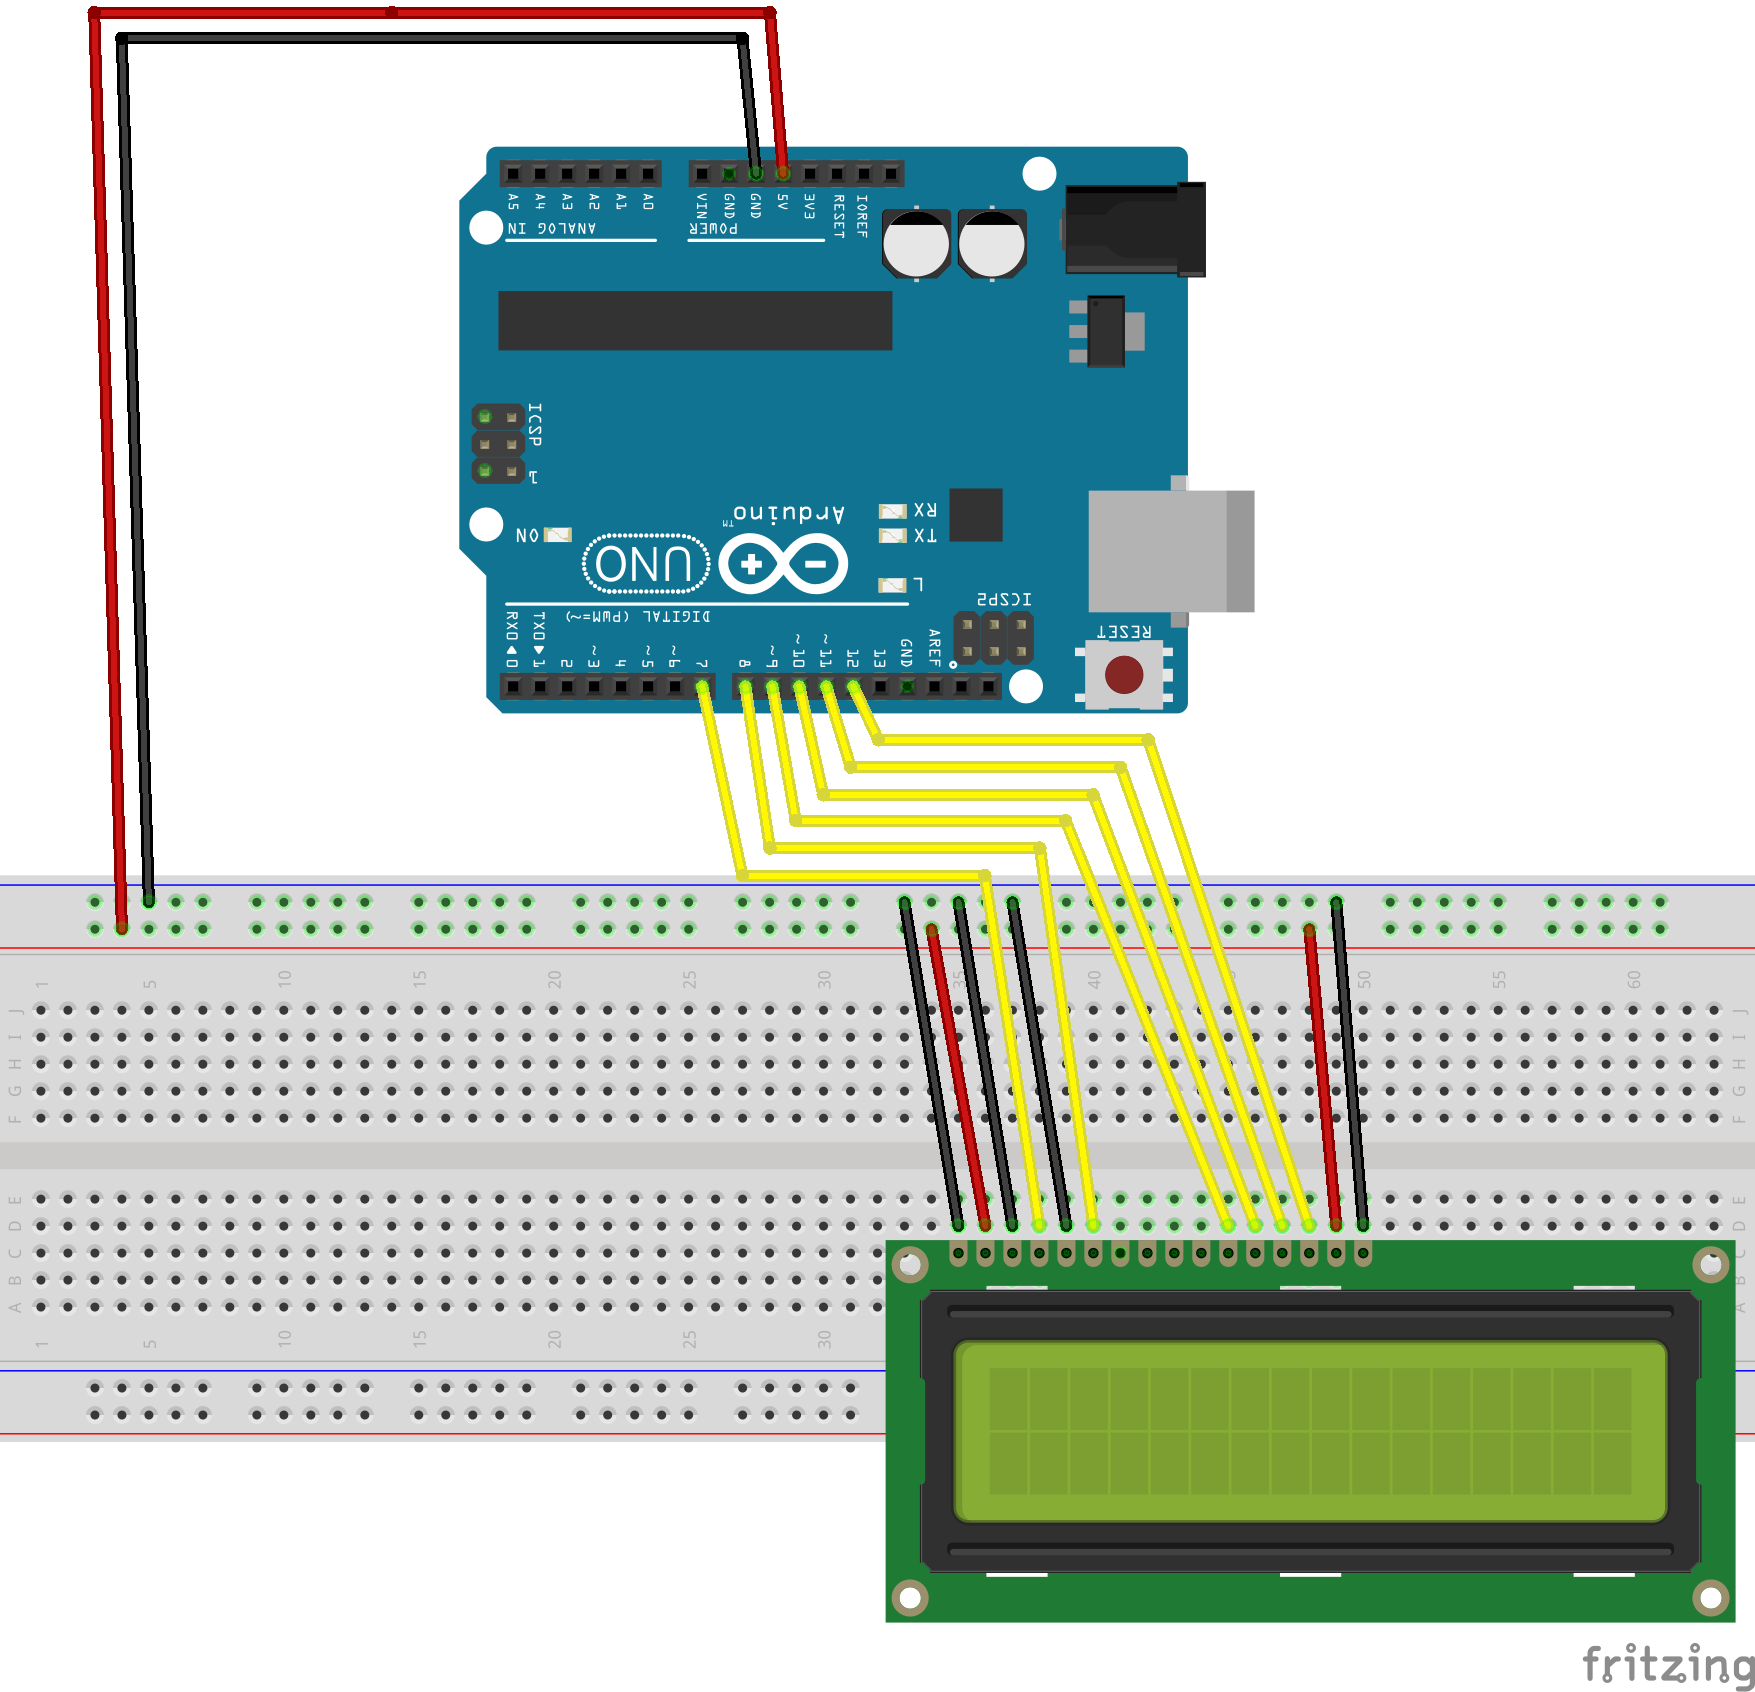 A5 A4 A3 A2 A1 A0
VIN GND GND 5V 3V3 RESET IOREF
ANALOG IN
POWER
ICSP
1
Arduino™
RX
ON
TX
UNO
L
ICSP2
DIGITAL (PWM=~)
RESET
RX0 TX0
0 1 2 ~3 4 ~5 ~6 7 8 ~9 ~10 ~11 12 13 GND AREF
1 5 10 15 20 25 30 35 40 50 55 60
J J
I I
H H
G G
F F
E E
D D
C C
B B
A A
1 5 10 15 20 25 30
fritzing